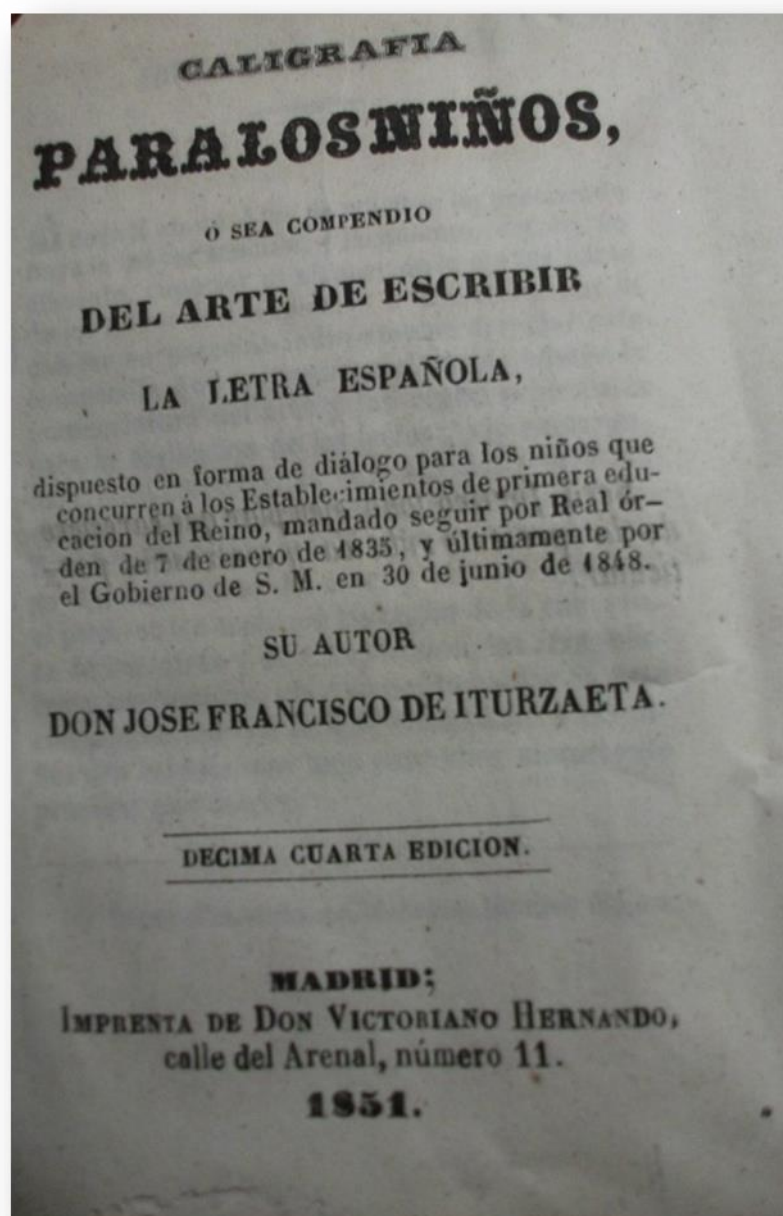 CALIGRAFIA
PARA LOS NIÑOS,
Ó SEA COMPENDIO
DEL ARTE DE ESCRIBIR
LA LETRA ESPAÑOLA,
dispuesto en forma de diálogo para los niños que
concurren á los Establecimientos de primera edu-
cacion del Reino, mandado seguir por Real ór-
den de 7 de enero de 1835, y últimamente por
el Gobierno de S. M. en 30 de junio de 1848.
SU AUTOR
DON JOSE FRANCISCO DE ITURZAETA.
DECIMA CUARTA EDICION.
MADRID:
IMPRENTA DE DON VICTORIANO HERNANDO,
calle del Arenal, número 11.
1851.